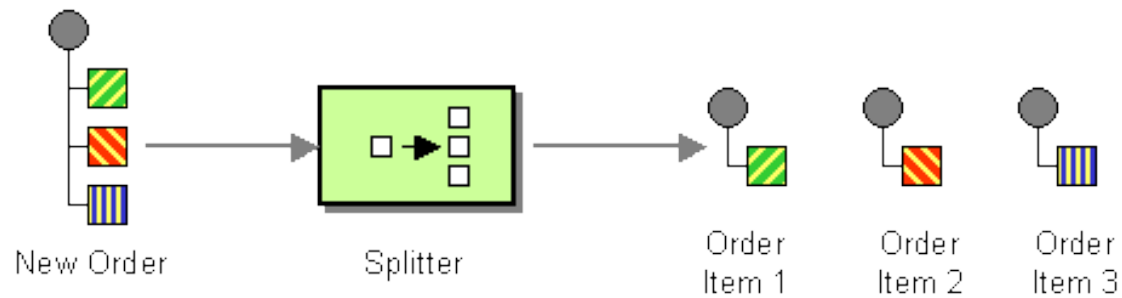 New Order
Splitter
Order
Item 1
Order
Item 2
Order
Item 3